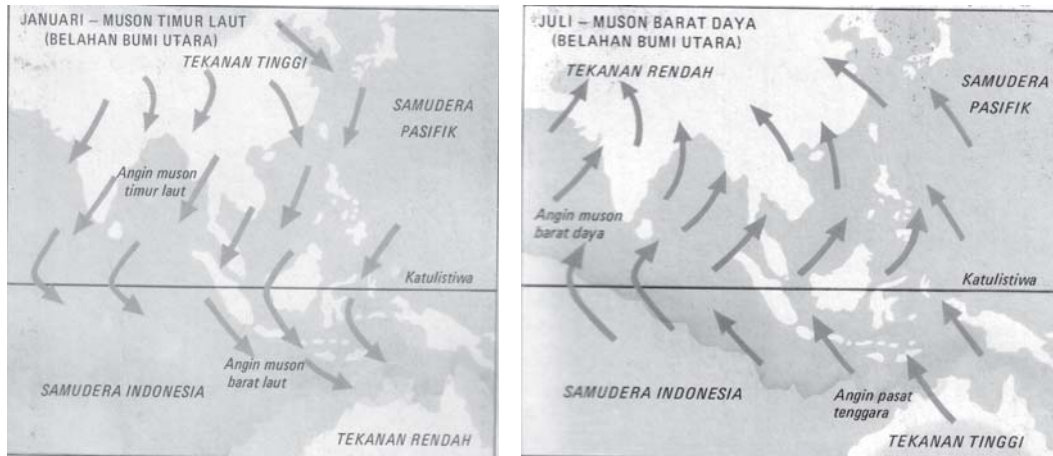 JANUARI – MUSON TIMUR LAUT
(BELAHAN BUMI UTARA)
TEKANAN TINGGI
SAMUDERA
PASIFIK
Angin muson
timur laut
Katulistiwa
Angin muson
barat laut
SAMUDERA INDONESIA
TEKANAN RENDAH
JULI – MUSON BARAT DAYA
(BELAHAN BUMI UTARA)
TEKANAN RENDAH
SAMUDERA
PASIFIK
Angin muson
barat daya
Katulistiwa
SAMUDERA INDONESIA
Angin pasat
tenggara
TEKANAN TINGGI